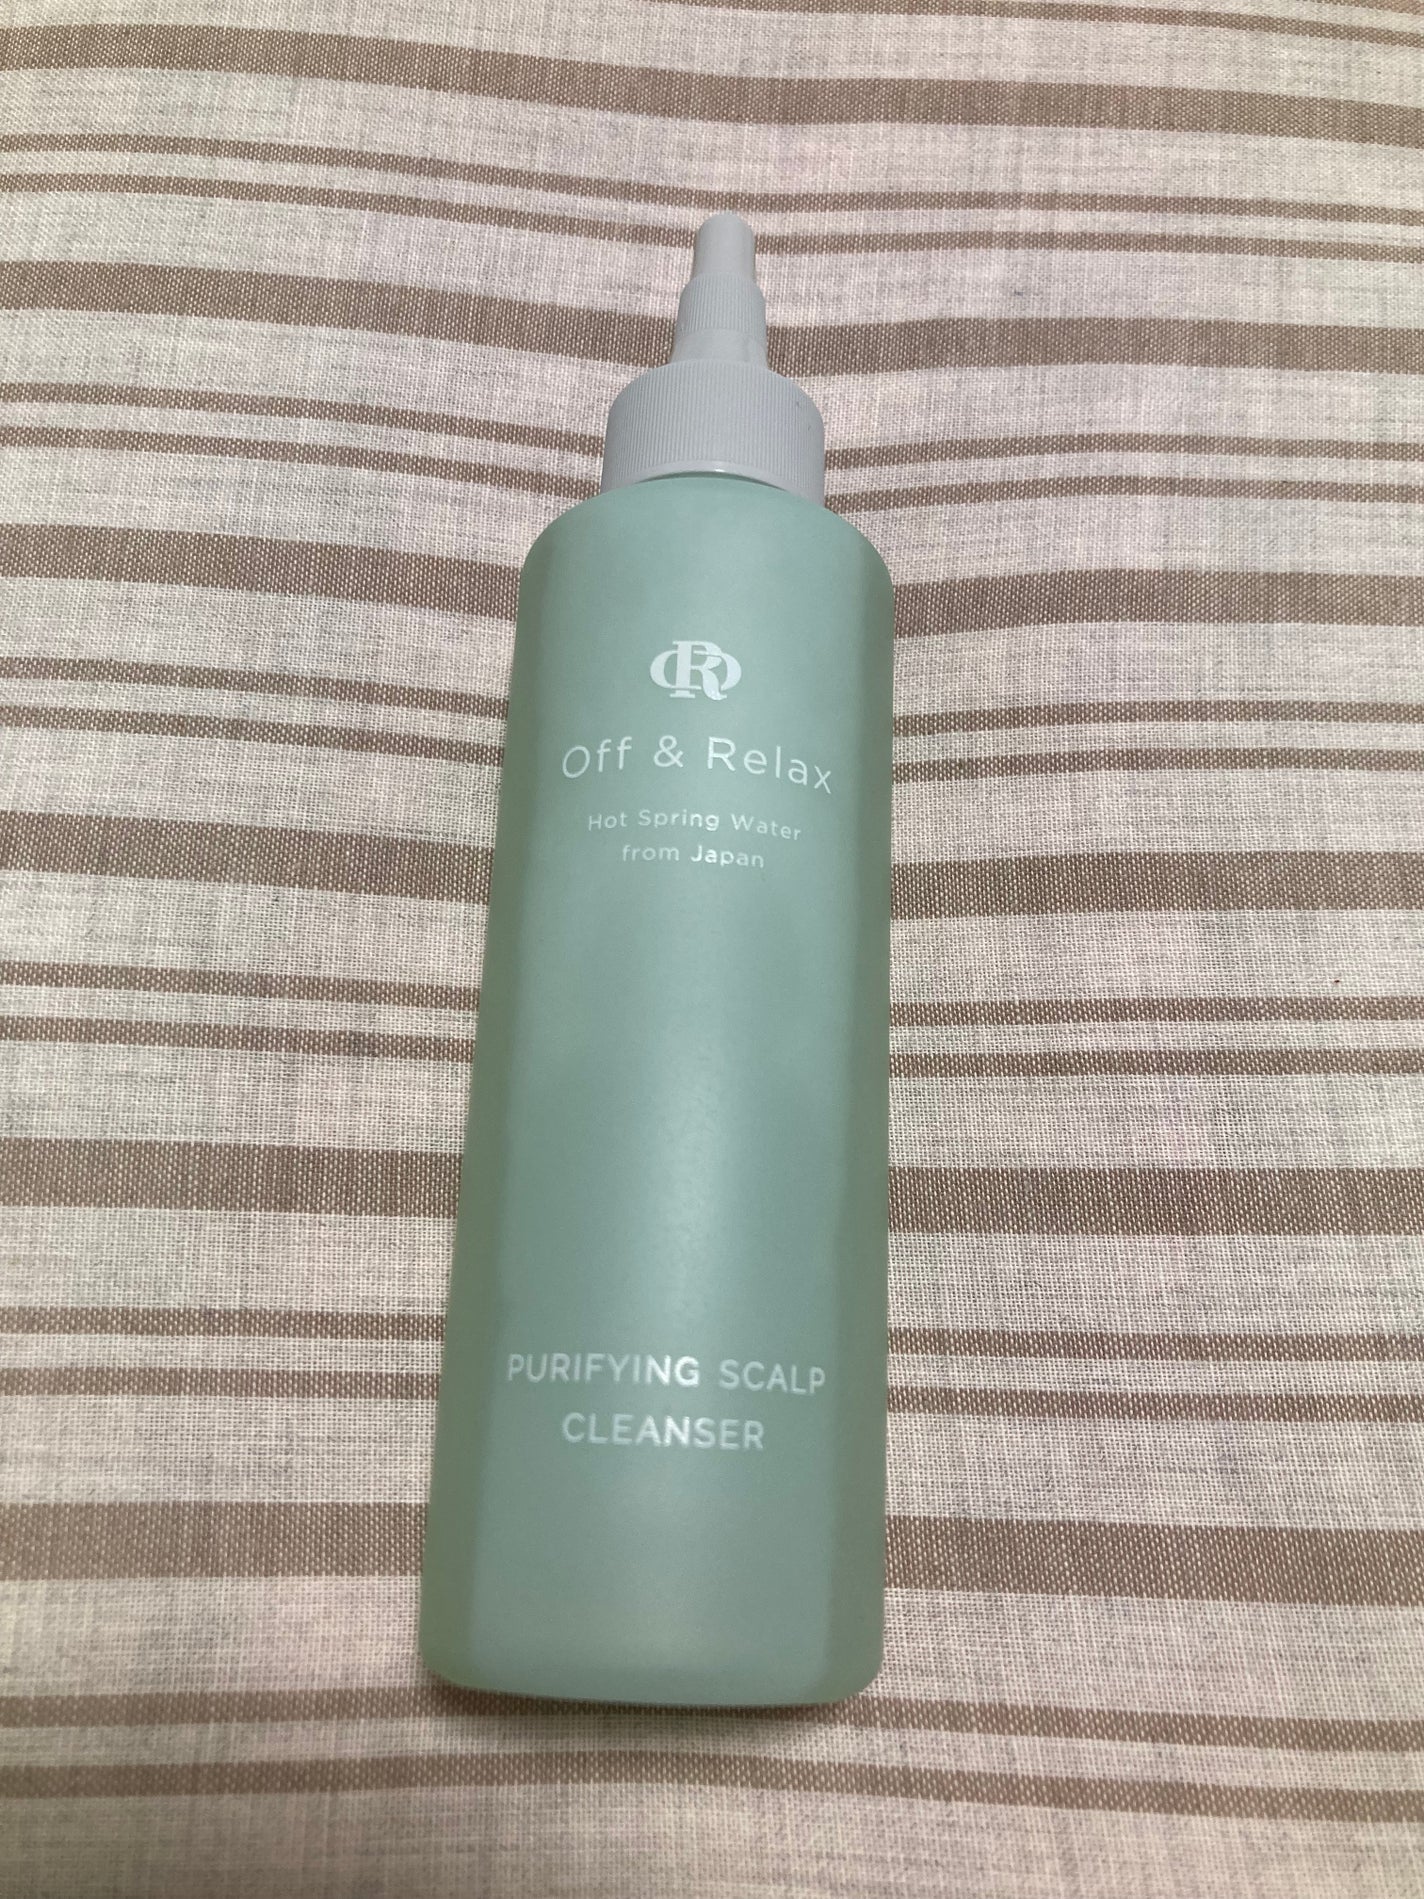 Off & Relax
Hot Spring Water
from Japan
PURIFYING SCALP
CLEANSER